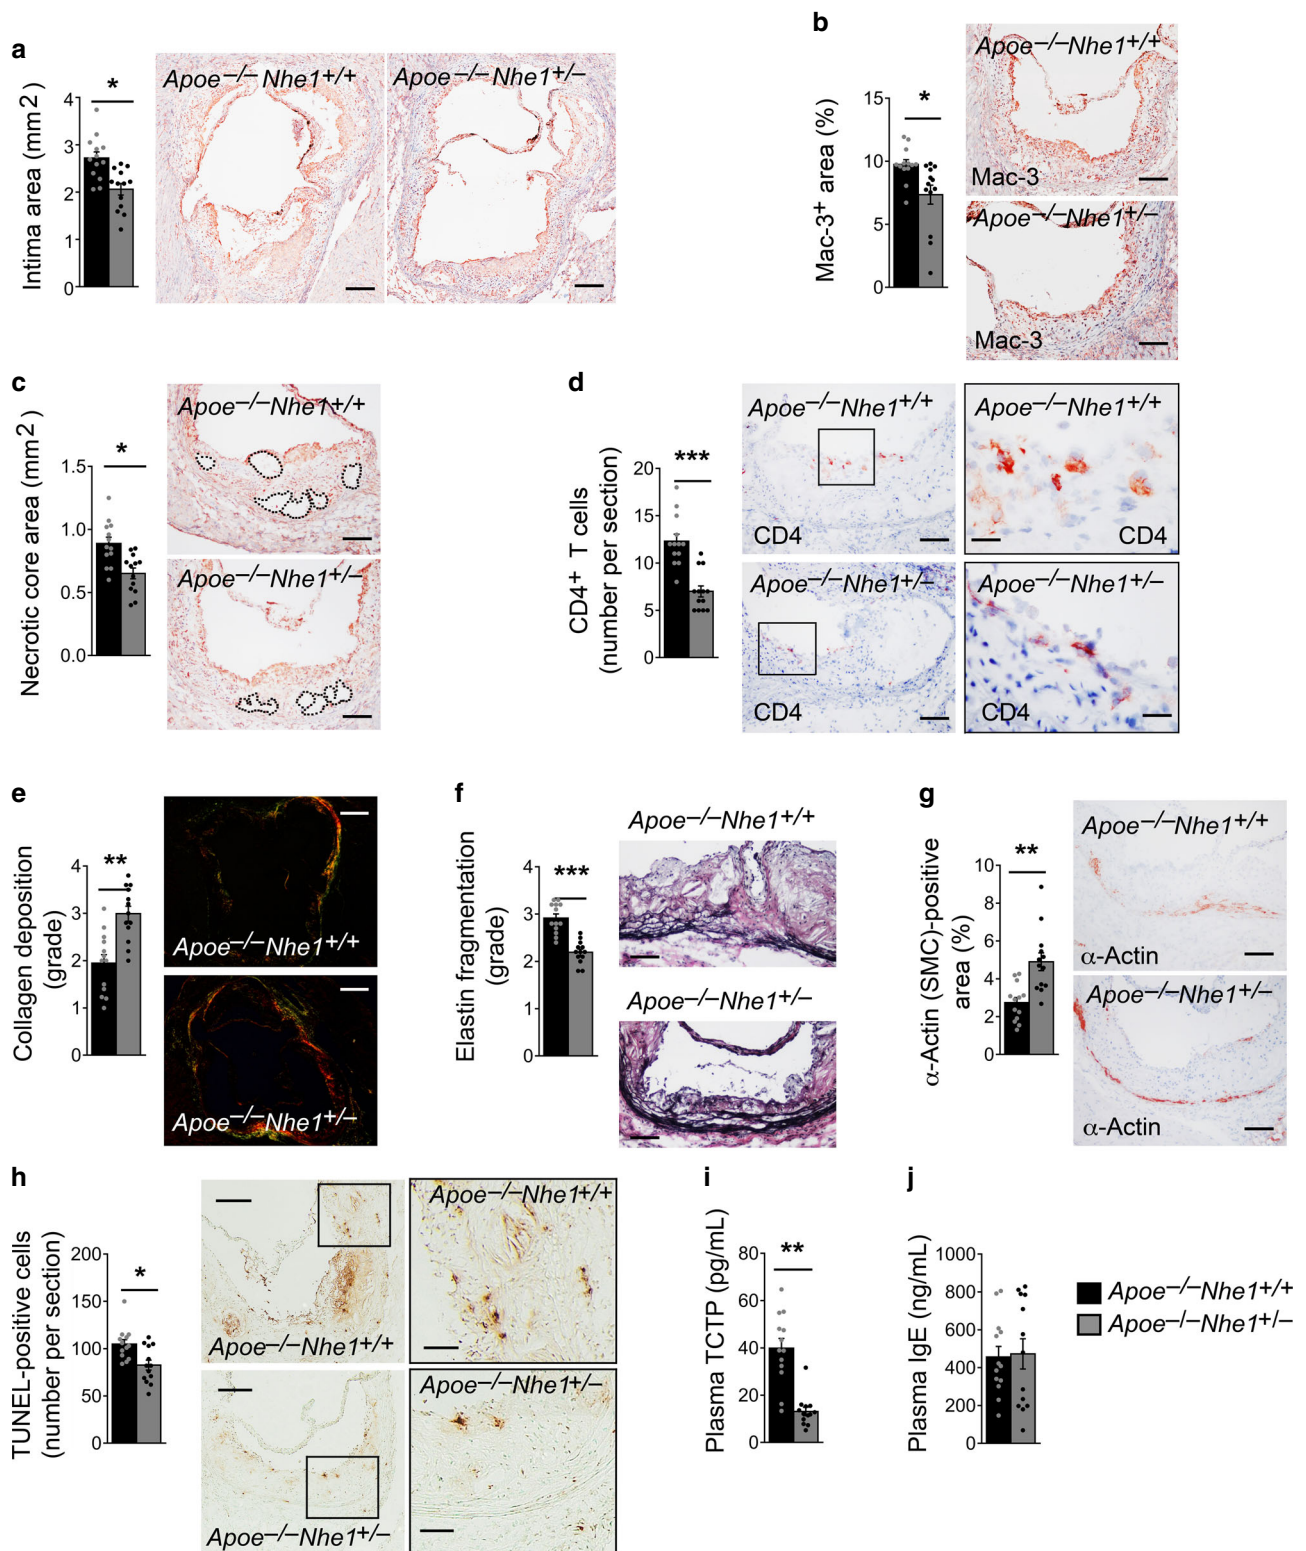 a
Intima area (mm2)
4
3
2
1
0
*
Apoe–/–Nhe1+/+
Apoe–/–Nhe1+/–
b
Mac-3+ area (%)
15
10
5
0
*
Apoe–/–Nhe1+/+
Mac-3
Apoe–/–Nhe1+/–
Mac-3
c
Necrotic core area (mm2)
1.5
1.0
0.5
0.0
*
Apoe–/–Nhe1+/+
Apoe–/–Nhe1+/–
d
CD4+ T cells
(number per section)
20
15
10
5
0
***
Apoe–/–Nhe1+/+
CD4
Apoe–/–Nhe1+/+
CD4
Apoe–/–Nhe1+/–
CD4
Apoe–/–Nhe1+/–
CD4
e
Collagen deposition
(grade)
4
3
2
1
0
**
Apoe–/–Nhe1+/+
Apoe–/–Nhe1+/–
f
Elastin fragmentation
(grade)
4
3
2
1
0
***
Apoe–/–Nhe1+/+
Apoe–/–Nhe1+/–
g
α-Actin (SMC)-positive
area (%)
10
8
6
4
2
0
**
Apoe–/–Nhe1+/+
α-Actin
Apoe–/–Nhe1+/–
α-Actin
h
TUNEL-positive cells
(number per section)
200
150
100
50
0
*
Apoe–/–Nhe1+/+
Apoe–/–Nhe1+/+
Apoe–/–Nhe1+/–
Apoe–/–Nhe1+/–
i
Plasma TCTP (pg/mL)
80
60
40
20
0
**
j
Plasma IgE (ng/mL)
1000
800
600
400
200
0
Apoe–/–Nhe1+/+
Apoe–/–Nhe1+/–